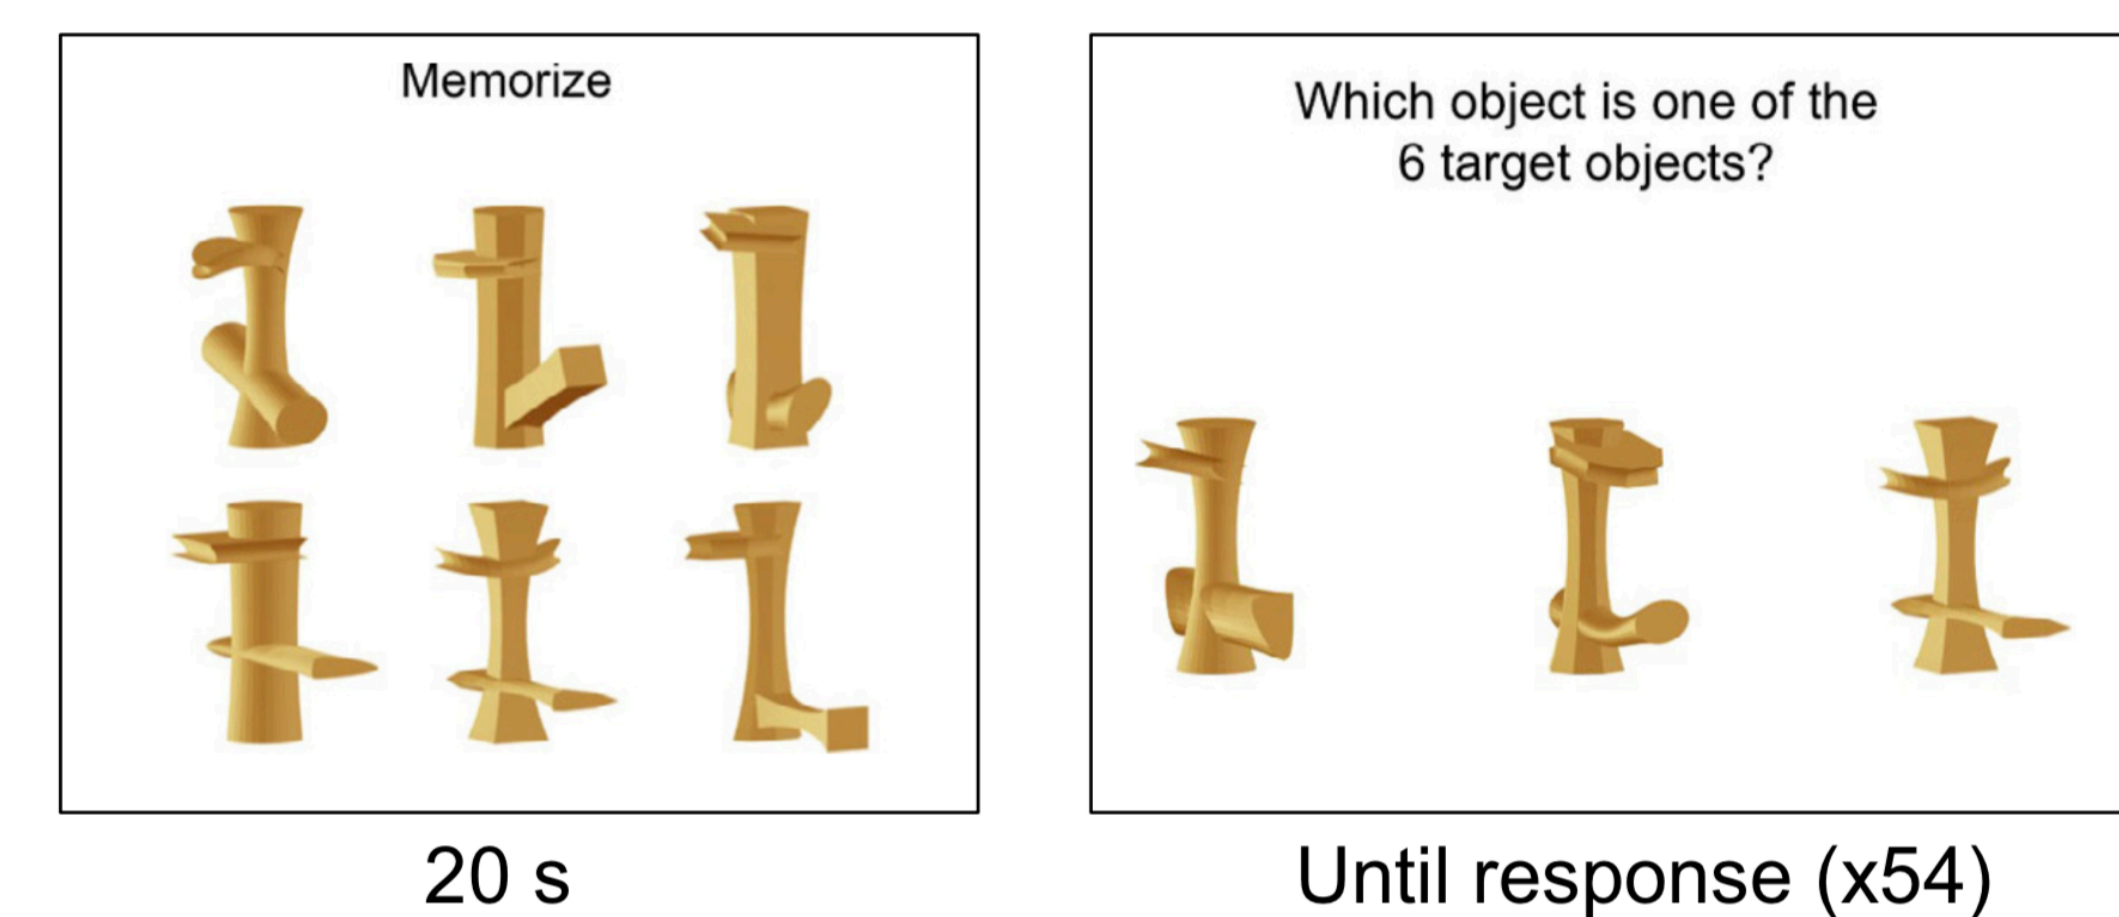 Memorize
Which object is one of the
6 target objects?
20 s
Until response (x54)